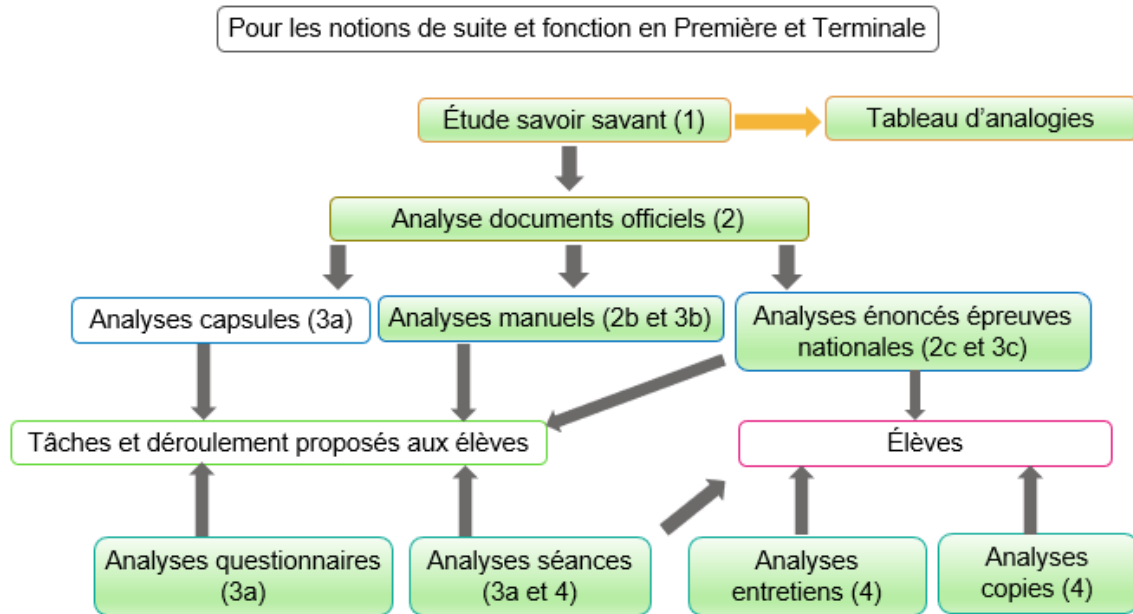 Pour les notions de suite et fonction en Première et Terminale
Étude savoir savant (1)
Tableau d'analogies
Analyse documents officiels (2)
Analyses capsules (3a)
Analyses manuels (2b et 3b)
Analyses énoncés épreuves
nationales (2c et 3c)
Tâches et déroulement proposés aux élèves
Élèves
Analyses questionnaires
(3a)
Analyses séances
(3a et 4)
Analyses
entretiens (4)
Analyses
copies (4)